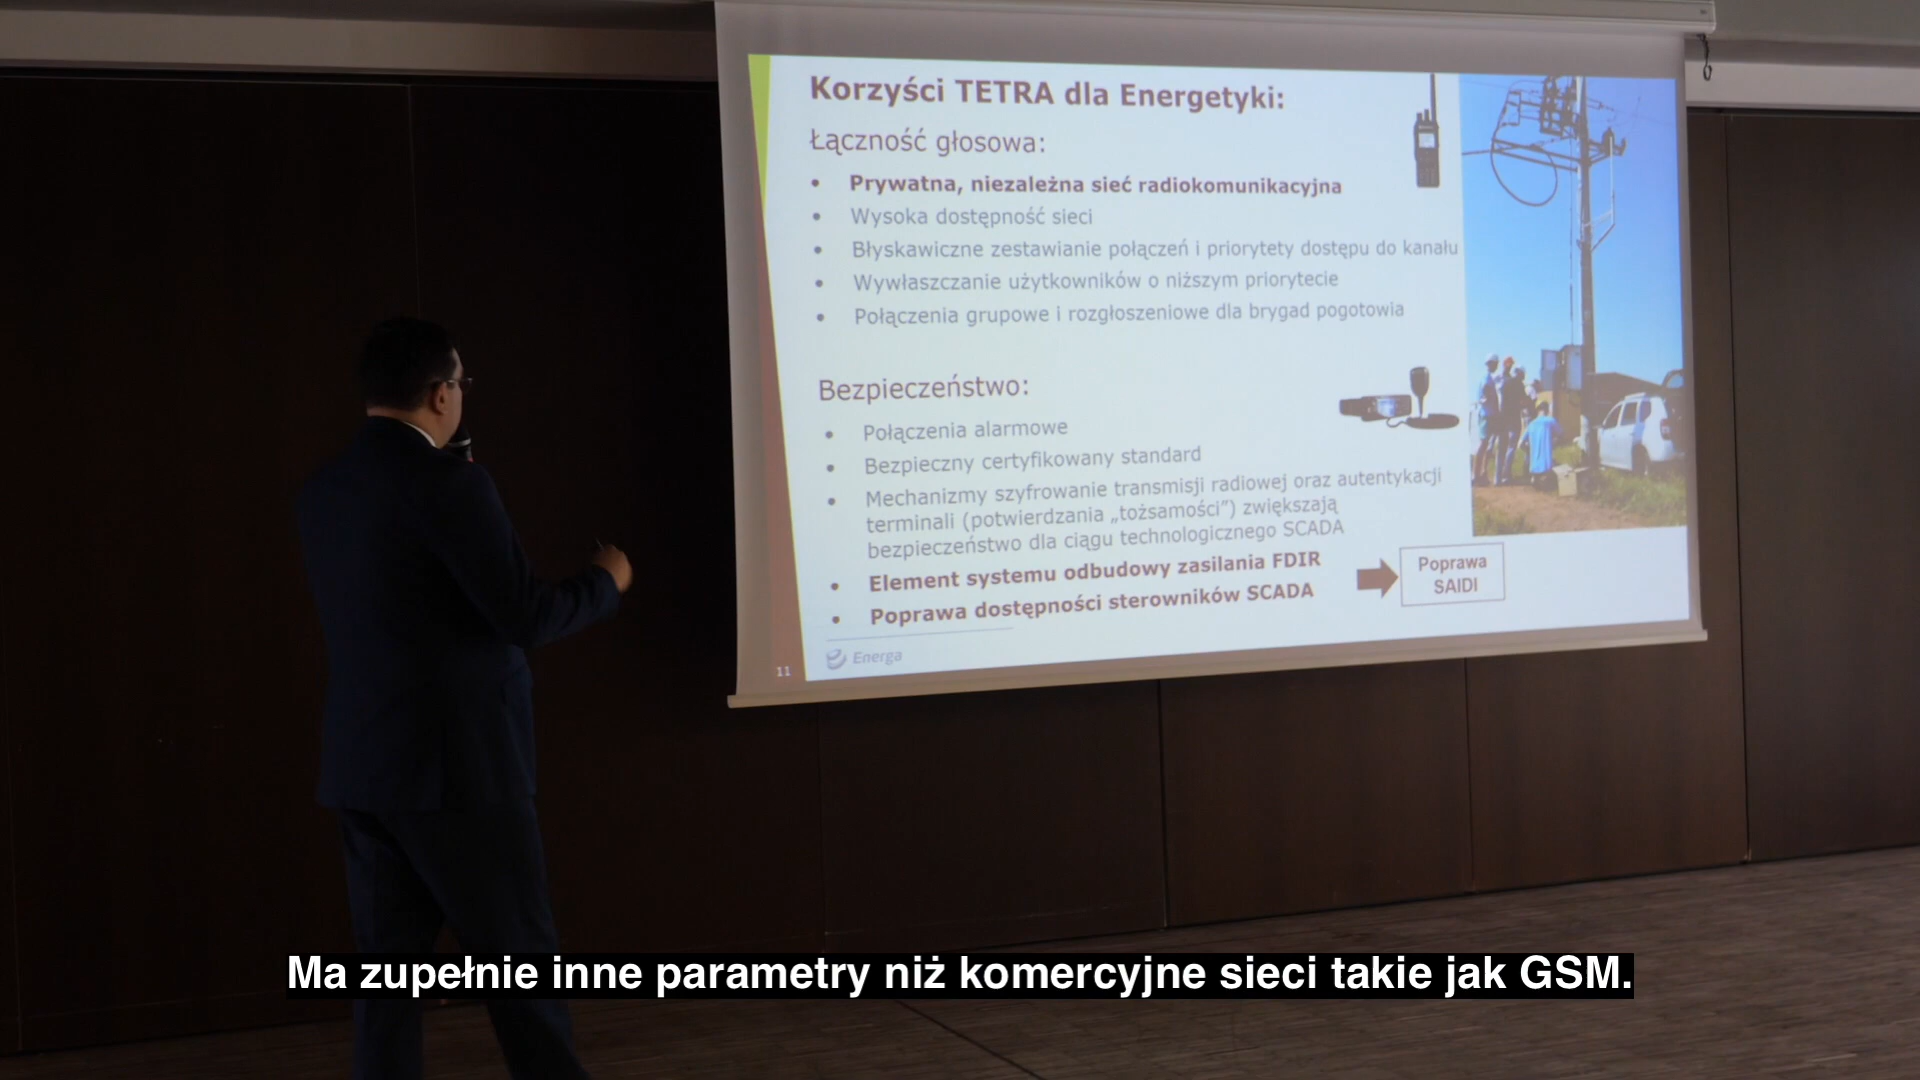 Korzyści TETRA dla Energetyki:
Łączność głosowa:
• Prywatna, niezależna sieć radiokomunikacyjna
• Wysoka dostępność sieci
• Błyskawiczne zestawianie połączeń i priorytety dostępu do kanału
• Wywłaszczanie użytkowników o niższym priorytecie
• Połączenia grupowe i rozgłoszeniowe dla brygad pogotowia
Bezpieczeństwo:
• Połączenia alarmowe
• Bezpieczny certyfikowany standard
• Mechanizmy szyfrowanie transmisji radiowej oraz autentykacji
terminali (potwierdzania „tożsamości”) zwiększają
bezpieczeństwo dla ciągu technologicznego SCADA
• Element systemu odbudowy zasilania FDIR
• Poprawa dostępności sterowników SCADA
Poprawa
SAIDI
11
Energa
Ma zupełnie inne parametry niż komercyjne sieci takie jak GSM.